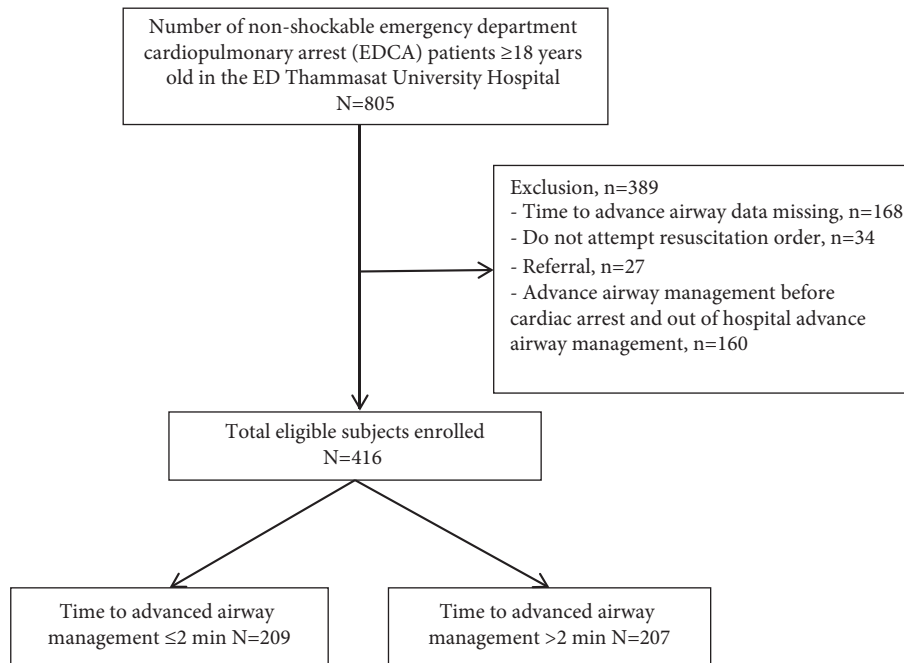 Number of non-shockable emergency department
cardiopulmonary arrest (EDCA) patients ≥18 years
old in the ED Thammasat University Hospital
N=805
Exclusion, n=389
- Time to advance airway data missing, n=168
- Do not attempt resuscitation order, n=34
- Referral, n=27
- Advance airway management before
cardiac arrest and out of hospital advance
airway management, n=160
Total eligible subjects enrolled
N=416
Time to advanced airway
management ≤2 min N=209
Time to advanced airway
management >2 min N=207